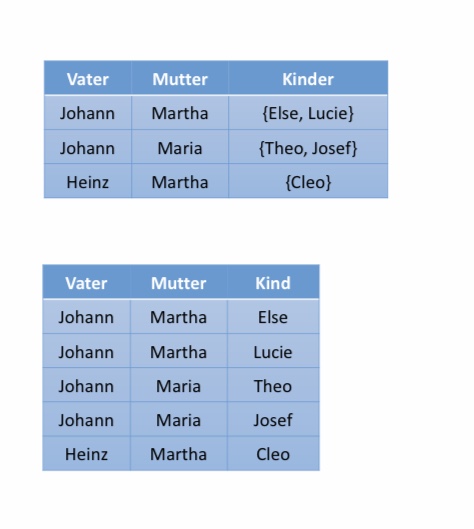 Vater Mutter Kinder
Johann Martha {Else, Lucie}
Johann Maria {Theo, Josef}
Heinz Martha {Cleo}
Vater Mutter Kind
Johann Martha Else
Johann Martha Lucie
Johann Maria Theo
Johann Maria Josef
Heinz Martha Cleo